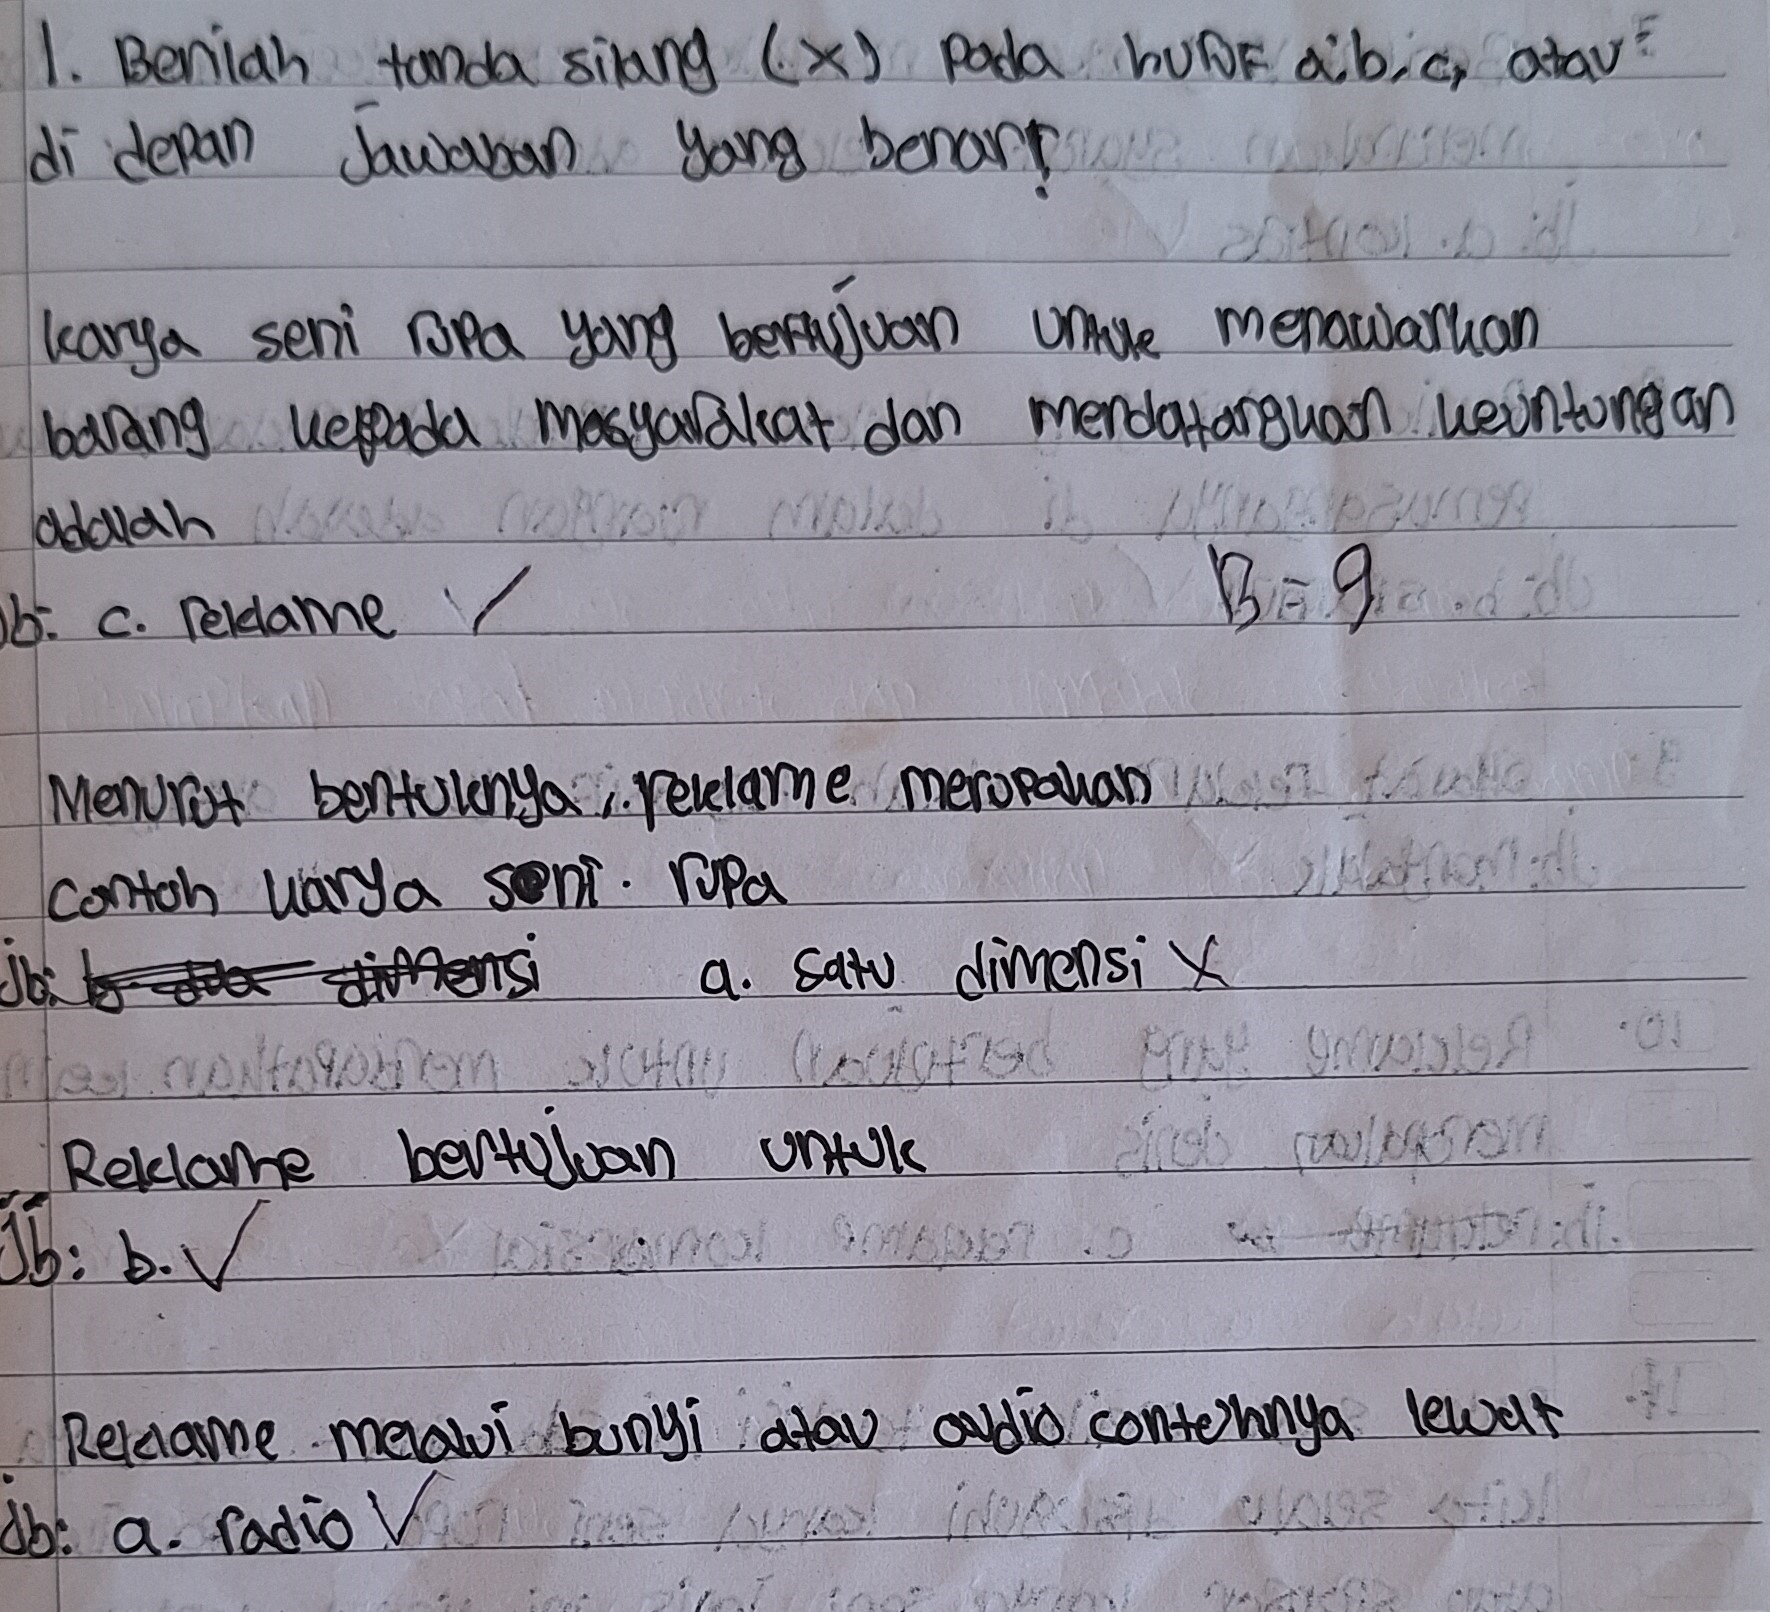 1. Berilah tanda silang (x) pada huruf a, b, c, atau
di depan Jawaban yang benar!
karya seni rupa yang bertujuan untuk menawarkan
barang kepada masyarakat dan mendatangkan keuntungan
adalah
Jb: c. reklame ✓
B = 9
Menurut bentuknya, reklame merupakan
contoh karya seni. rupa
Jb: b. dua dimensi a. satu dimensi X
Reklame bertujuan untuk
Jb: b. ✓
Reklame melalui bunyi atau audio contohnya lewat
Jb: a. radio ✓